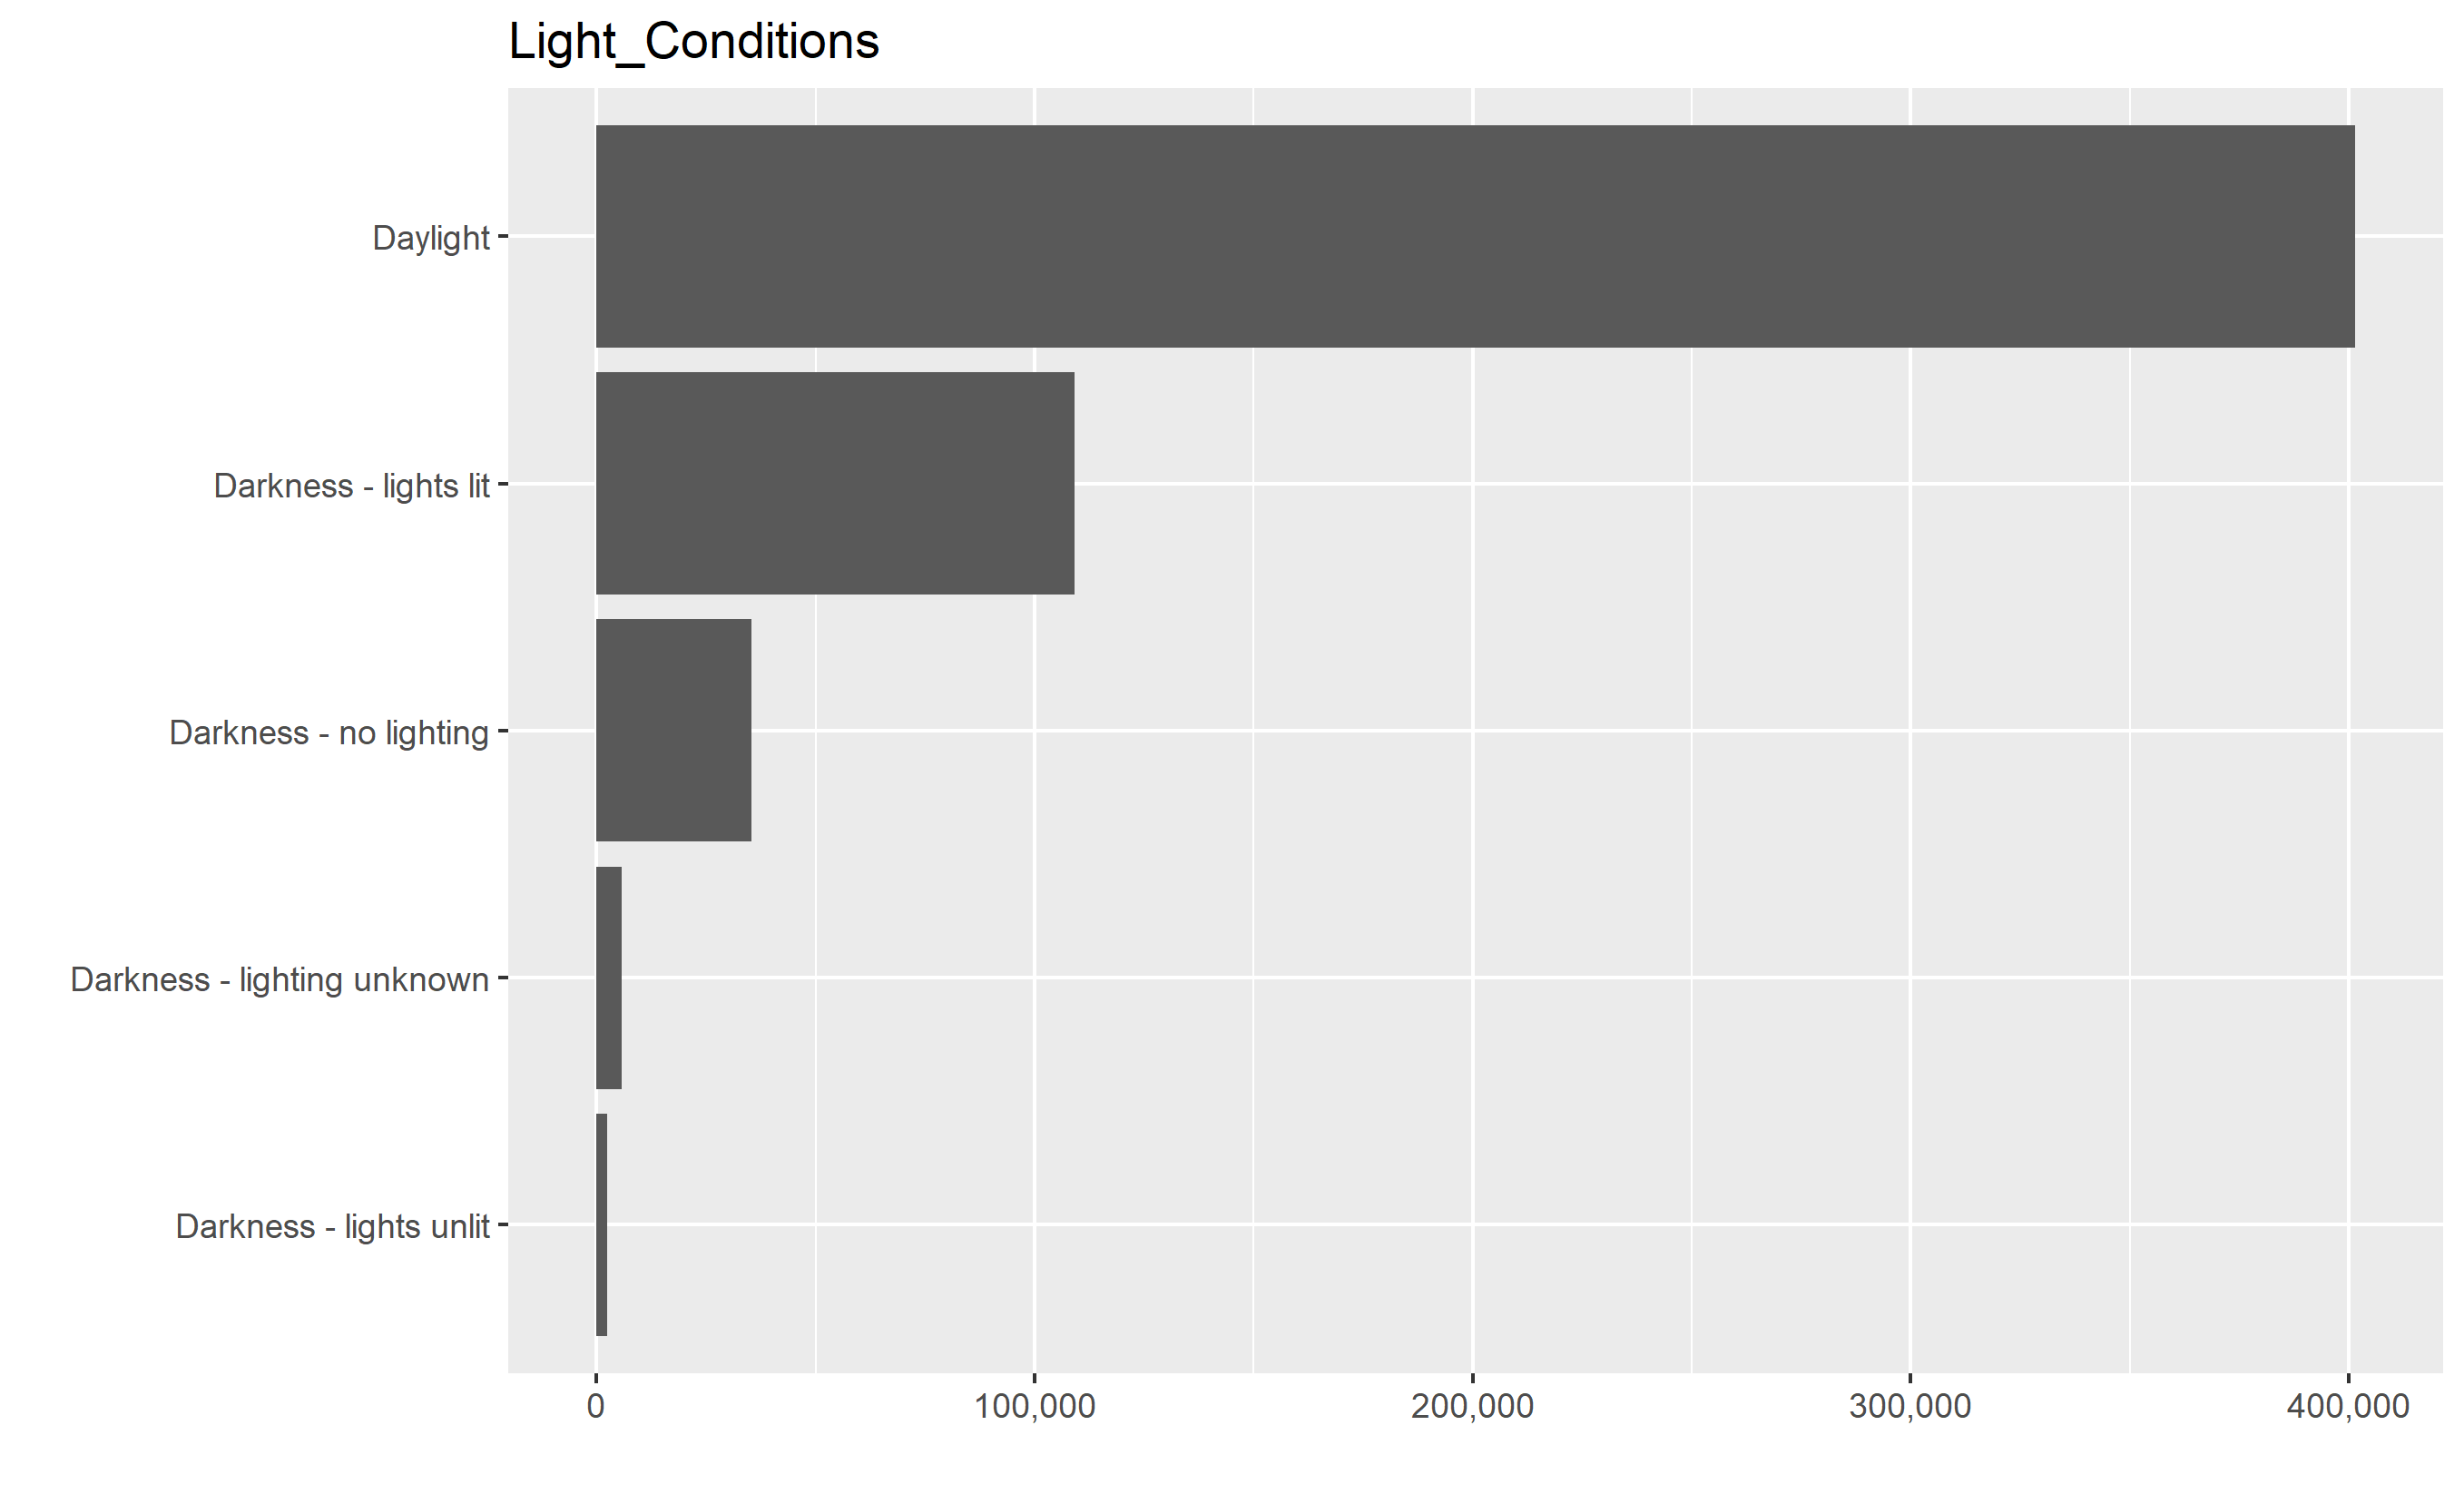 Light_Conditions
Daylight
Darkness - lights lit
Darkness - no lighting
Darkness - lighting unknown
Darkness - lights unlit
0 100,000 200,000 300,000 400,000